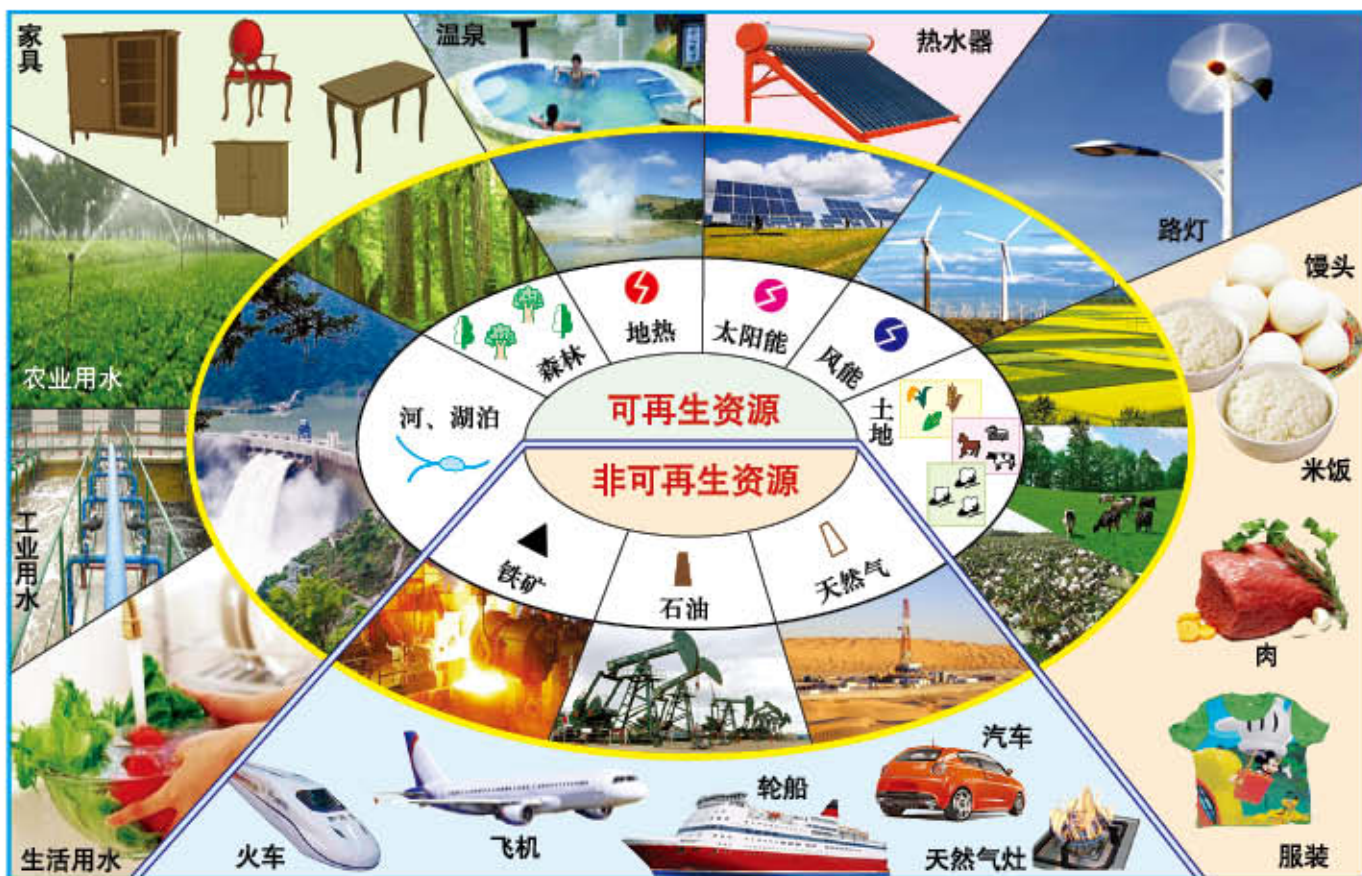 家具
温泉
热水器
路灯
馒头
米饭
肉
服装
农业用水
工业用水
生活用水
森林
地热
太阳能
风能
土地
河、湖泊
可再生资源
非可再生资源
铁矿
石油
天然气
火车
飞机
轮船
汽车
天然气灶